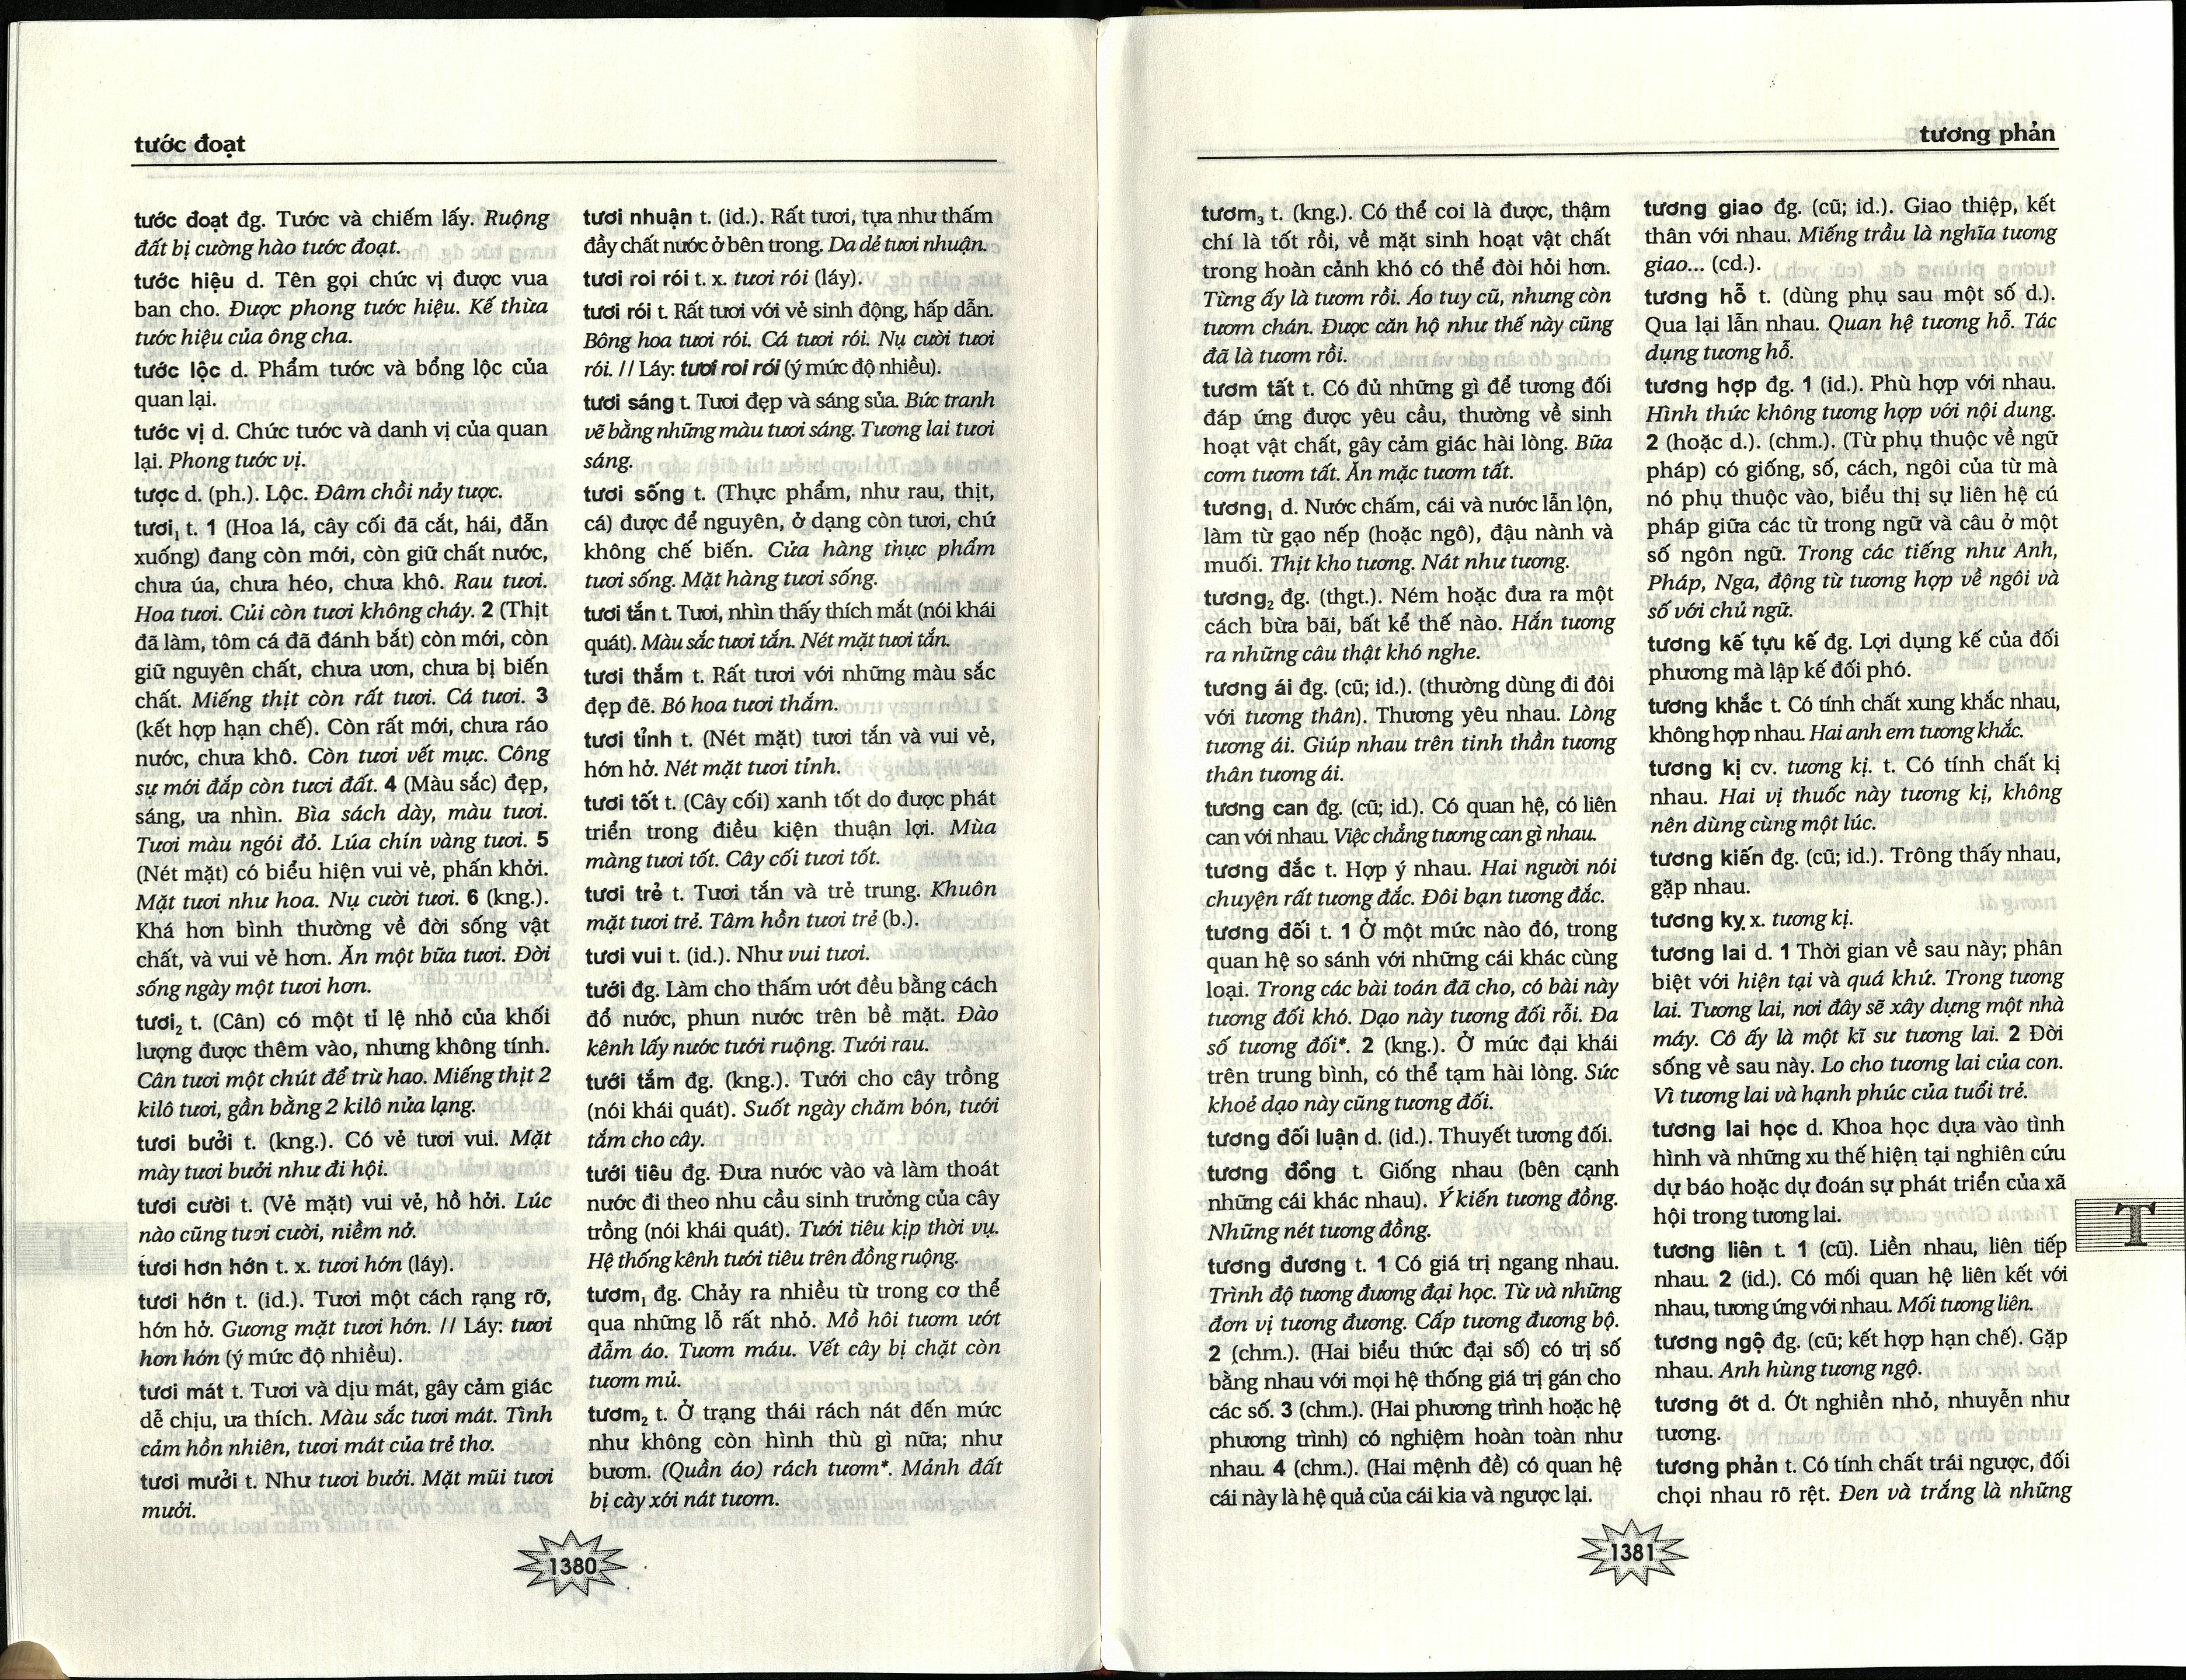 tước đoạt
tước đoạt đg. Tước và chiếm lấy. Ruộng
đất bị cường hào tước đoạt.
tước hiệu d. Tên gọi chức vị được vua
ban cho. Được phong tước hiệu. Kế thừa
tước hiệu của ông cha.
tước lộc d. Phẩm tước và bổng lộc của
quan lại.
tước vị d. Chức tước và danh vị của quan
lại. Phong tước vị.
tược d. (ph.). Lộc. Đâm chồi nảy tược.
tươi₁ t. 1 (Hoa lá, cây cối đã cắt, hái, đẵn
xuống) đang còn mới, còn giữ chất nước,
chưa úa, chưa héo, chưa khô. Rau tươi.
Hoa tươi. Củi còn tươi không cháy. 2 (Thịt
đã làm, tôm cá đã đánh bắt) còn mới, còn
giữ nguyên chất, chưa ươn, chưa bị biến
chất. Miếng thịt còn rất tươi. Cá tươi. 3
(kết hợp hạn chế). Còn rất mới, chưa ráo
nước, chưa khô. Còn tươi vết mực. Công
sự mới đắp còn tươi đất. 4 (Màu sắc) đẹp,
sáng, ưa nhìn. Bìa sách dày, màu tươi.
Tươi màu ngói đỏ. Lúa chín vàng tươi. 5
(Nét mặt) có biểu hiện vui vẻ, phấn khởi.
Mặt tươi như hoa. Nụ cười tươi. 6 (kng.).
Khá hơn bình thường về đời sống vật
chất, và vui vẻ hơn. Ăn một bữa tươi. Đời
sống ngày một tươi hơn.
tươi₂ t. (Cân) có một tỉ lệ nhỏ của khối
lượng được thêm vào, nhưng không tính.
Cân tươi một chút để trừ hao. Miếng thịt 2
kilô tươi, gần bằng 2 kilô nửa lạng.
tươi bưởi t. (kng.). Có vẻ tươi vui. Mặt
mày tươi bưởi như đi hội.
tươi cười t. (Vẻ mặt) vui vẻ, hồ hởi. Lúc
nào cũng tươi cười, niềm nở.
tươi hơn hớn t. x. tươi hớn (láy).
tươi hớn t. (id.). Tươi một cách rạng rỡ,
hớn hở. Gương mặt tươi hớn. // Láy: tươi
hơn hớn (ý mức độ nhiều).
tươi mát t. Tươi và dịu mát, gây cảm giác
dễ chịu, ưa thích. Màu sắc tươi mát. Tình
cảm hồn nhiên, tươi mát của trẻ thơ.
tươi mưởi t. Như tươi bưởi. Mặt mũi tươi
mưởi.
tươi nhuận t. (id.). Rất tươi, tựa như thấm
đầy chất nước ở bên trong. Da dẻ tươi nhuận.
tươi roi rói t. x. tươi rói (láy).
tươi rói t. Rất tươi với vẻ sinh động, hấp dẫn.
Bông hoa tươi rói. Cá tươi rói. Nụ cười tươi
rói. // Láy: tươi roi rói (ý mức độ nhiều).
tươi sáng t. Tươi đẹp và sáng sủa. Bức tranh
vẽ bằng những màu tươi sáng. Tương lai tươi
sáng.
tươi sống t. (Thực phẩm, như rau, thịt,
cá) được để nguyên, ở dạng còn tươi, chứ
không chế biến. Cửa hàng thực phẩm
tươi sống. Mặt hàng tươi sống.
tươi tắn t. Tươi, nhìn thấy thích mắt (nói khái
quát). Màu sắc tươi tắn. Nét mặt tươi tắn.
tươi thắm t. Rất tươi với những màu sắc
đẹp đẽ. Bó hoa tươi thắm.
tươi tỉnh t. (Nét mặt) tươi tắn và vui vẻ,
hớn hở. Nét mặt tươi tỉnh.
tươi tốt t. (Cây cối) xanh tốt do được phát
triển trong điều kiện thuận lợi. Mùa
màng tươi tốt. Cây cối tươi tốt.
tươi trẻ t. Tươi tắn và trẻ trung. Khuôn
mặt tươi trẻ. Tâm hồn tươi trẻ (b.).
tươi vui t. (id.). Như vui tươi.
tưới đg. Làm cho thấm ướt đều bằng cách
đổ nước, phun nước trên bề mặt. Đào
kênh lấy nước tưới ruộng. Tưới rau.
tưới tắm đg. (kng.). Tưới cho cây trồng
(nói khái quát). Suốt ngày chăm bón, tưới
tắm cho cây.
tưới tiêu đg. Đưa nước vào và làm thoát
nước đi theo nhu cầu sinh trưởng của cây
trồng (nói khái quát). Tưới tiêu kịp thời vụ.
Hệ thống kênh tưới tiêu trên đồng ruộng.
tươm₁ đg. Chảy ra nhiều từ trong cơ thể
qua những lỗ rất nhỏ. Mồ hôi tươm ướt
đẫm áo. Tươm máu. Vết cây bị chặt còn
tươm mủ.
tươm₂ t. Ở trạng thái rách nát đến mức
như không còn hình thù gì nữa; như
bươm. (Quần áo) rách tươm*. Mảnh đất
bị cày xới nát tươm.
1380
tương phản
tươm₃ t. (kng.). Có thể coi là được, thậm
chí là tốt rồi, về mặt sinh hoạt vật chất
trong hoàn cảnh khó có thể đòi hỏi hơn.
Từng ấy là tươm rồi. Áo tuy cũ, nhưng còn
tươm chán. Được căn hộ như thế này cũng
đã là tươm rồi.
tươm tất t. Có đủ những gì để tương đối
đáp ứng được yêu cầu, thường về sinh
hoạt vật chất, gây cảm giác hài lòng. Bữa
cơm tươm tất. Ăn mặc tươm tất.
tương₁ d. Nước chấm, cái và nước lẫn lộn,
làm từ gạo nếp (hoặc ngô), đậu nành và
muối. Thịt kho tương. Nát như tương.
tương₂ đg. (thgt.). Ném hoặc đưa ra một
cách bừa bãi, bất kể thế nào. Hắn tương
ra những câu thật khó nghe.
tương ái đg. (cũ; id.). (thường dùng đi đôi
với tương thân). Thương yêu nhau. Lòng
tương ái. Giúp nhau trên tinh thần tương
thân tương ái.
tương can đg. (cũ; id.). Có quan hệ, có liên
can với nhau. Việc chẳng tương can gì nhau.
tương đắc t. Hợp ý nhau. Hai người nói
chuyện rất tương đắc. Đôi bạn tương đắc.
tương đối t. 1 Ở một mức nào đó, trong
quan hệ so sánh với những cái khác cùng
loại. Trong các bài toán đã cho, có bài này
tương đối khó. Dạo này tương đối rỗi. Đa
số tương đối*. 2 (kng.). Ở mức đại khái
trên trung bình, có thể tạm hài lòng. Sức
khoẻ dạo này cũng tương đối.
tương đối luận d. (id.). Thuyết tương đối.
tương đồng t. Giống nhau (bên cạnh
những cái khác nhau). Ý kiến tương đồng.
Những nét tương đồng.
tương đương t. 1 Có giá trị ngang nhau.
Trình độ tương đương đại học. Từ và những
đơn vị tương đương. Cấp tương đương bộ.
2 (chm.). (Hai biểu thức đại số) có trị số
bằng nhau với mọi hệ thống giá trị gán cho
các số. 3 (chm.). (Hai phương trình hoặc hệ
phương trình) có nghiệm hoàn toàn như
nhau. 4 (chm.). (Hai mệnh đề) có quan hệ
cái này là hệ quả của cái kia và ngược lại.
tương giao đg. (cũ; id.). Giao thiệp, kết
thân với nhau. Miếng trầu là nghĩa tương
giao... (cd.).
tương hỗ t. (dùng phụ sau một số d.).
Qua lại lẫn nhau. Quan hệ tương hỗ. Tác
dụng tương hỗ.
tương hợp đg. 1 (id.). Phù hợp với nhau.
Hình thức không tương hợp với nội dung.
2 (hoặc d.). (chm.). (Từ phụ thuộc về ngữ
pháp) có giống, số, cách, ngôi của từ mà
nó phụ thuộc vào, biểu thị sự liên hệ cú
pháp giữa các từ trong ngữ và câu ở một
số ngôn ngữ. Trong các tiếng như Anh,
Pháp, Nga, động từ tương hợp về ngôi và
số với chủ ngữ.
tương kế tựu kế đg. Lợi dụng kế của đối
phương mà lập kế đối phó.
tương khắc t. Có tính chất xung khắc nhau,
không hợp nhau. Hai anh em tương khắc.
tương kị cv. tương kị. t. Có tính chất kị
nhau. Hai vị thuốc này tương kị, không
nên dùng cùng một lúc.
tương kiến đg. (cũ; id.). Trông thấy nhau,
gặp nhau.
tương kỵ x. tương kị.
tương lai d. 1 Thời gian về sau này; phân
biệt với hiện tại và quá khứ. Trong tương
lai. Tương lai, nơi đây sẽ xây dựng một nhà
máy. Cô ấy là một kĩ sư tương lai. 2 Đời
sống về sau này. Lo cho tương lai của con.
Vì tương lai và hạnh phúc của tuổi trẻ.
tương lai học d. Khoa học dựa vào tình
hình và những xu thế hiện tại nghiên cứu
dự báo hoặc dự đoán sự phát triển của xã
hội trong tương lai.
tương liên t. 1 (cũ). Liền nhau, liên tiếp
nhau. 2 (id.). Có mối quan hệ liên kết với
nhau, tương ứng với nhau. Mối tương liên.
tương ngộ đg. (cũ; kết hợp hạn chế). Gặp
nhau. Anh hùng tương ngộ.
tương ớt d. Ớt nghiền nhỏ, nhuyễn như
tương.
tương phản t. Có tính chất trái ngược, đối
chọi nhau rõ rệt. Đen và trắng là những
T
1381